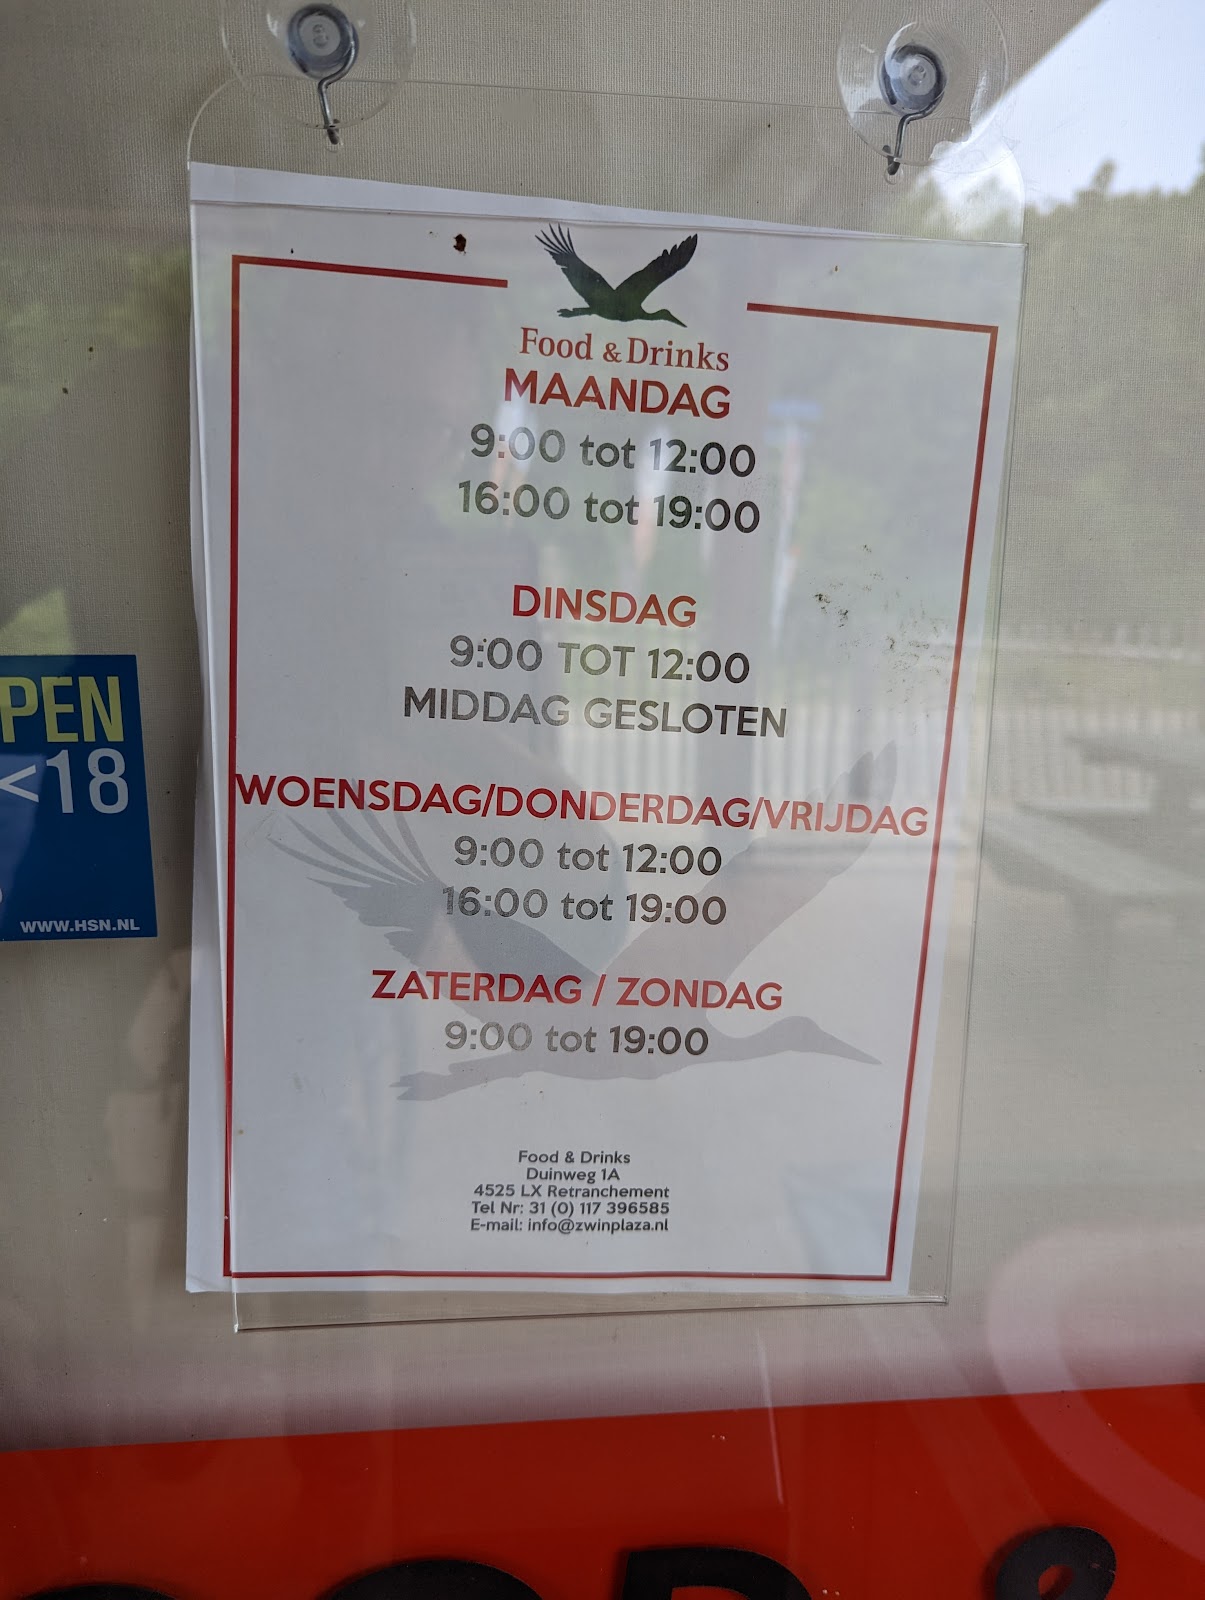 Food & Drinks
MAANDAG
9:00 tot 12:00
16:00 tot 19:00
DINSDAG
9:00 TOT 12:00
MIDDAG GESLOTEN
WOENSDAG/DONDERDAG/VRIJDAG
9:00 tot 12:00
16:00 tot 19:00
ZATERDAG / ZONDAG
9:00 tot 19:00
Food & Drinks
Duinweg 1A
4525 LX Retranchement
Tel Nr: 31 (0) 117 396585
E-mail: info@zwinplaza.nl
PEN
<18
WWW.HSN.NL
&